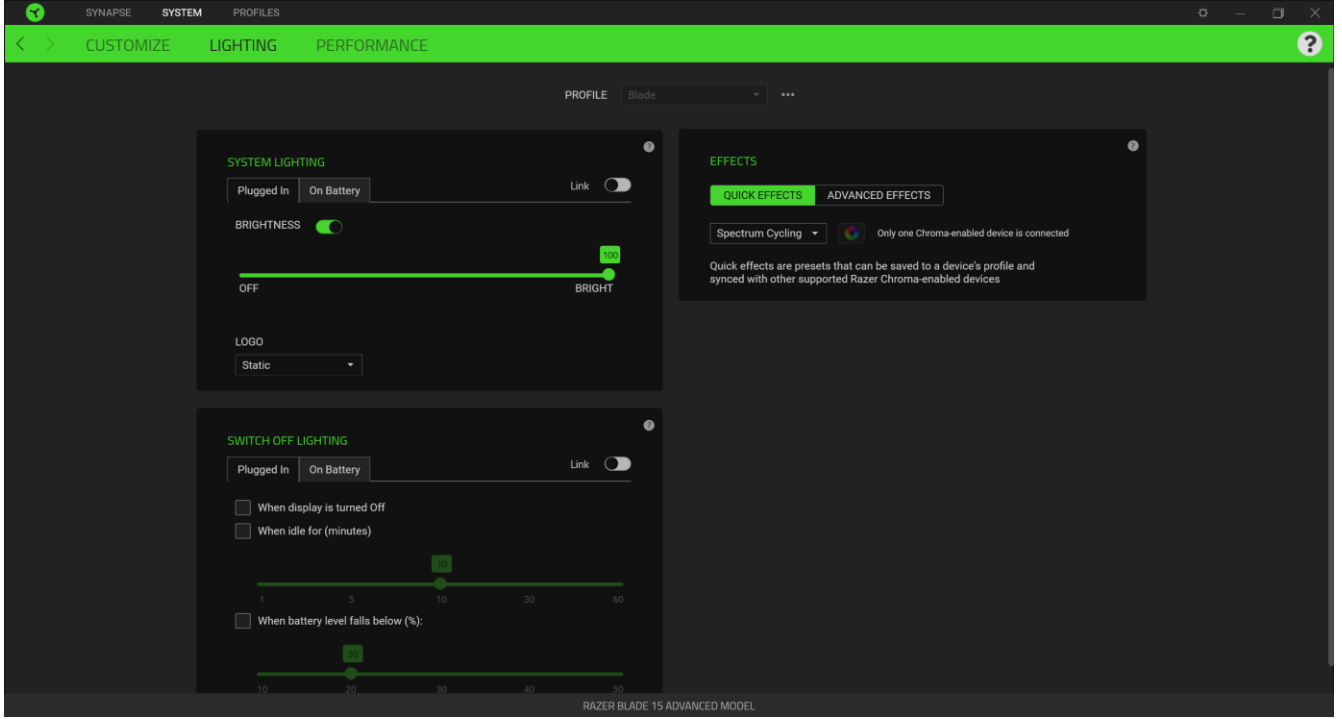 SYNAPSE SYSTEM PROFILES
CUSTOMIZE LIGHTING PERFORMANCE ?
PROFILE Blade
SYSTEM LIGHTING ?
Plugged In On Battery Link
BRIGHTNESS
100
OFF BRIGHT
LOGO
Static
EFFECTS ?
QUICK EFFECTS ADVANCED EFFECTS
Spectrum Cycling Only one Chroma-enabled device is connected
Quick effects are presets that can be saved to a device's profile and
synced with other supported Razer Chroma-enabled devices
SWITCH OFF LIGHTING ?
Plugged In On Battery Link
When display is turned Off
When idle for (minutes)
10
1 5 10 30 60
When battery level falls below (%):
20
10 20 30 40 50
RAZER BLADE 15 ADVANCED MODEL